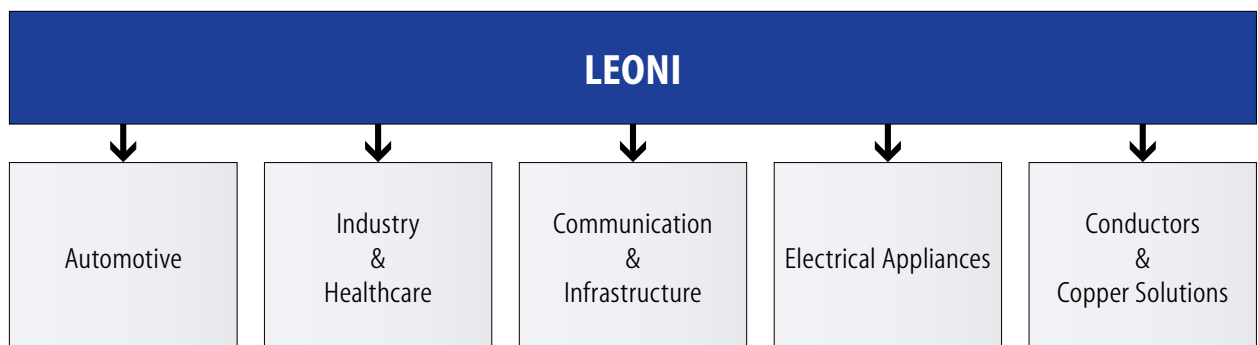 LEONI
Automotive
Industry
&
Healthcare
Communication
&
Infrastructure
Electrical Appliances
Conductors
&
Copper Solutions